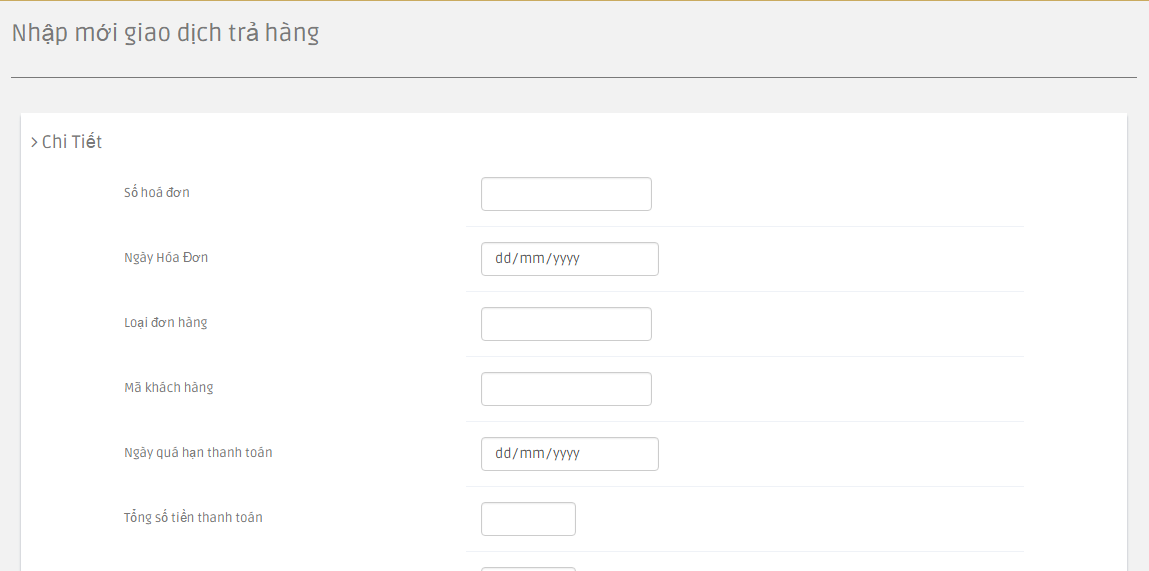 Nhập mới giao dịch trả hàng
Chi Tiết
Số hoá đơn
Ngày Hóa Đơn
dd/mm/yyyy
Loại đơn hàng
Mã khách hàng
Ngày quá hạn thanh toán
dd/mm/yyyy
Tổng số tiền thanh toán